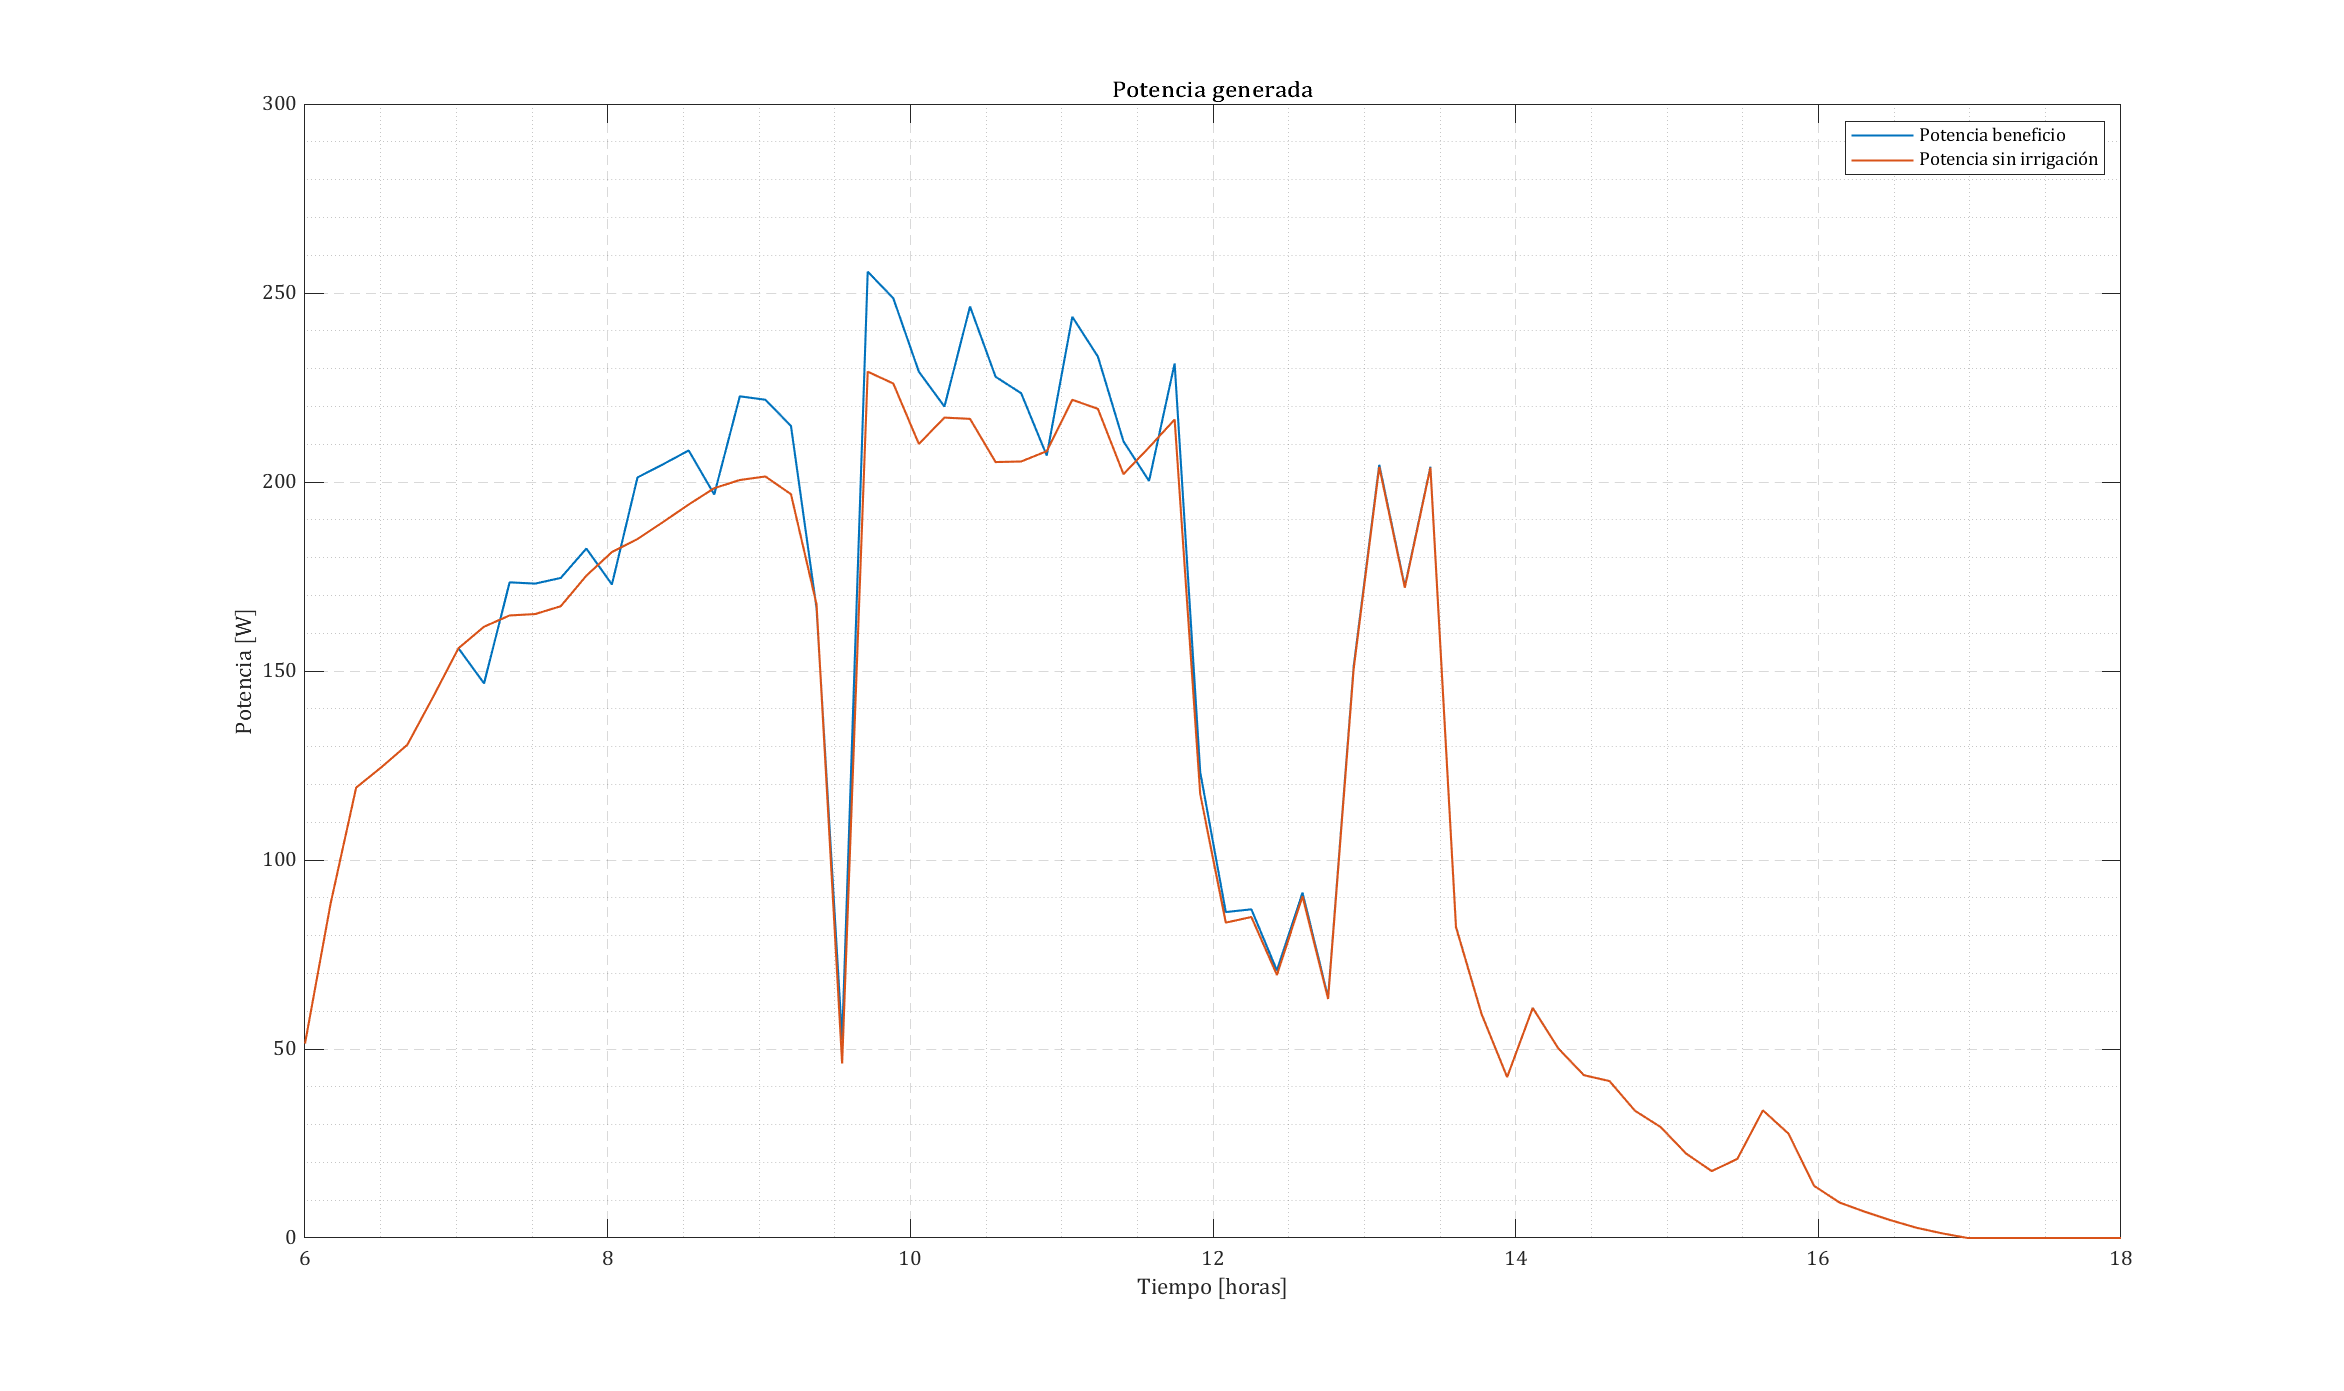 Potencia generada
300
250
200
150
100
50
0
Potencia [W]
6 8 10 12 14 16 18
Tiempo [horas]
Potencia beneficio
Potencia sin irrigación